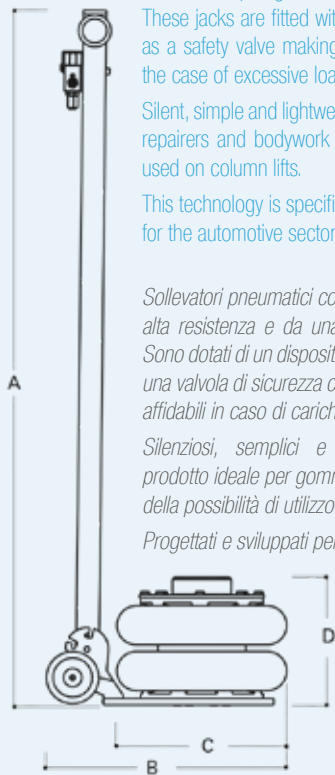 These jacks are fitted wit
as a safety valve making
the case of excessive loa
Silent, simple and lightwe
repairers and bodywork
used on column lifts.
This technology is specifi
for the automotive sector
Sollevatori pneumatici co
alta resistenza e da una
Sono dotati di un disposit
una valvola di sicurezza c
affidabili in caso di carich
Silenziosi, semplici e
prodotto ideale per gomm
della possibilità di utilizzo
Progettati e sviluppati per
A
D
C
B